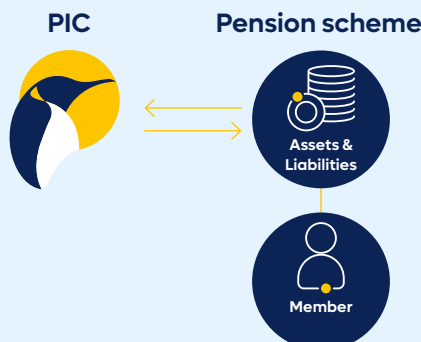 PIC
Pension scheme
Assets &
Liabilities
Member